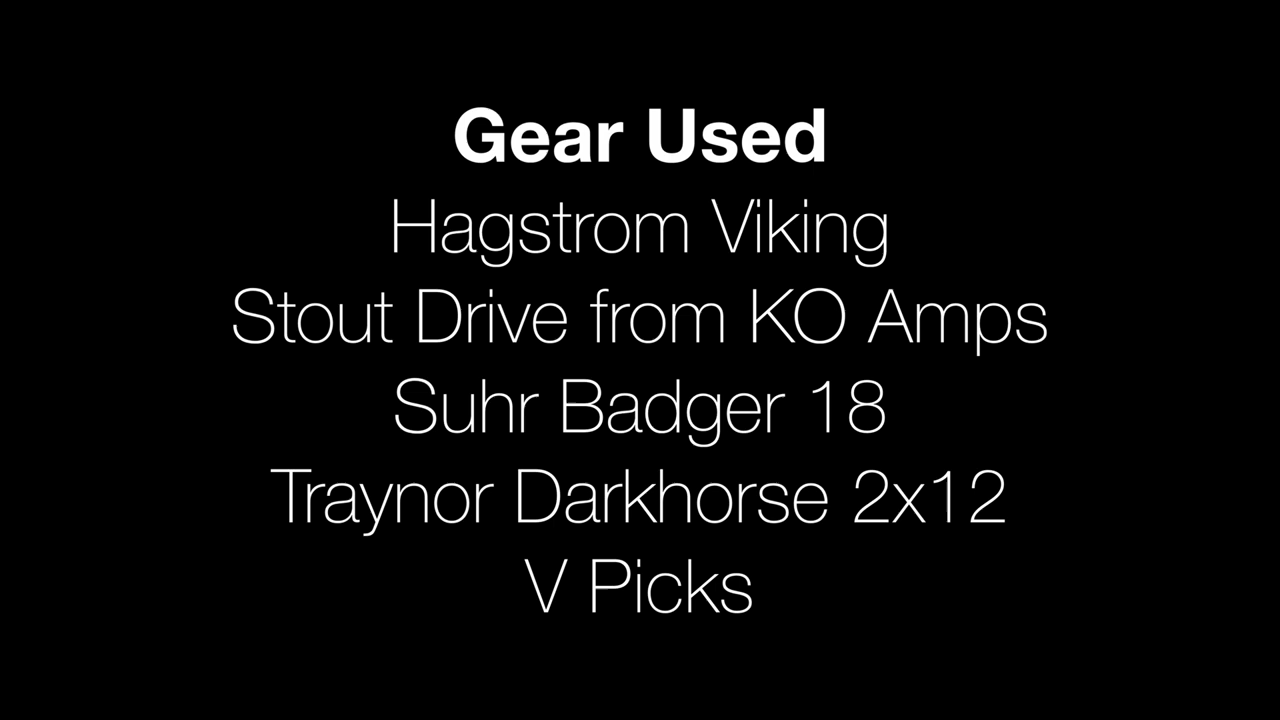 Gear Used
Hagstrom Viking
Stout Drive from KO Amps
Suhr Badger 18
Traynor Darkhorse 2x12
V Picks